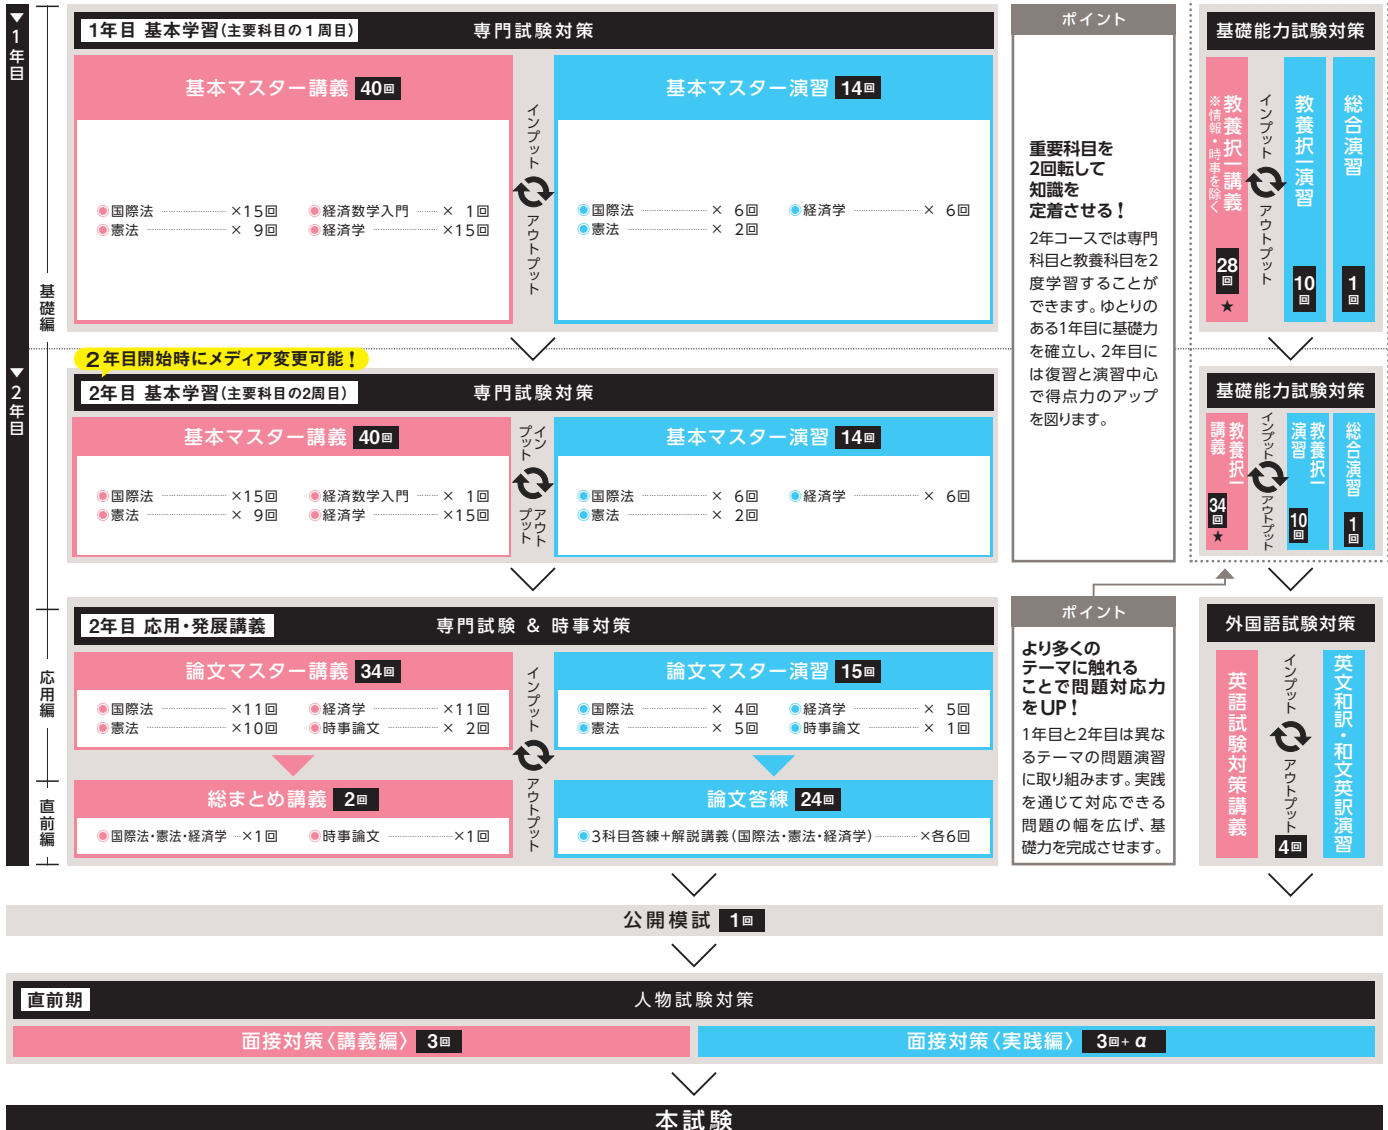 ▼1年目
基礎編
1年目 基本学習(主要科目の1周目)
専門試験対策
基本マスター講義 40回
◉国際法 ×15回 ◉経済数学入門 × 1回
◉憲法 × 9回 ◉経済学 ×15回
インプット
アウトプット
基本マスター演習 14回
◉国際法 × 6回 ◉経済学 × 6回
◉憲法 × 2回
ポイント
重要科目を
2回転して
知識を
定着させる！
2年コースでは専門
科目と教養科目を2
度学習することが
できます。ゆとりの
ある1年目に基礎力
を確立し、2年目に
は復習と演習中心
で得点力のアップ
を図ります。
基礎能力試験対策
教養択一講義
※情報・時事を除く
28回
★
インプット
アウトプット
教養択一演習
10回
総合演習
1回
2年目開始時にメディア変更可能！
▼2年目
2年目 基本学習(主要科目の2周目)
専門試験対策
基本マスター講義 40回
◉国際法 ×15回 ◉経済数学入門 × 1回
◉憲法 × 9回 ◉経済学 ×15回
イン
プット
アウト
プット
基本マスター演習 14回
◉国際法 × 6回 ◉経済学 × 6回
◉憲法 × 2回
基礎能力試験対策
教養択一
講義
34回
★
インプット
アウトプット
教養択一
演習
10回
総合演習
1回
応用編
2年目 応用・発展講義
専門試験 & 時事対策
論文マスター講義 34回
◉国際法 ×11回 ◉経済学 ×11回
◉憲法 ×10回 ◉時事論文 × 2回
インプット
アウトプット
論文マスター演習 15回
◉国際法 × 4回 ◉経済学 × 5回
◉憲法 × 5回 ◉時事論文 × 1回
直前編
総まとめ講義 2回
◉国際法・憲法・経済学 ×1回 ◉時事論文 ×1回
論文答練 24回
◉3科目答練+解説講義(国際法・憲法・経済学) ×各6回
ポイント
より多くの
テーマに触れる
ことで問題対応力
をUP！
1年目と2年目は異な
るテーマの問題演習
に取り組みます。実践
を通じて対応できる
問題の幅を広げ、基
礎力を完成させます。
外国語試験対策
英語試験対策講義
インプット
アウトプット
4回
英文和訳・和文英訳演習
公開模試 1回
直前期
人物試験対策
面接対策〈講義編〉 3回
面接対策〈実践編〉 3回+α
本試験